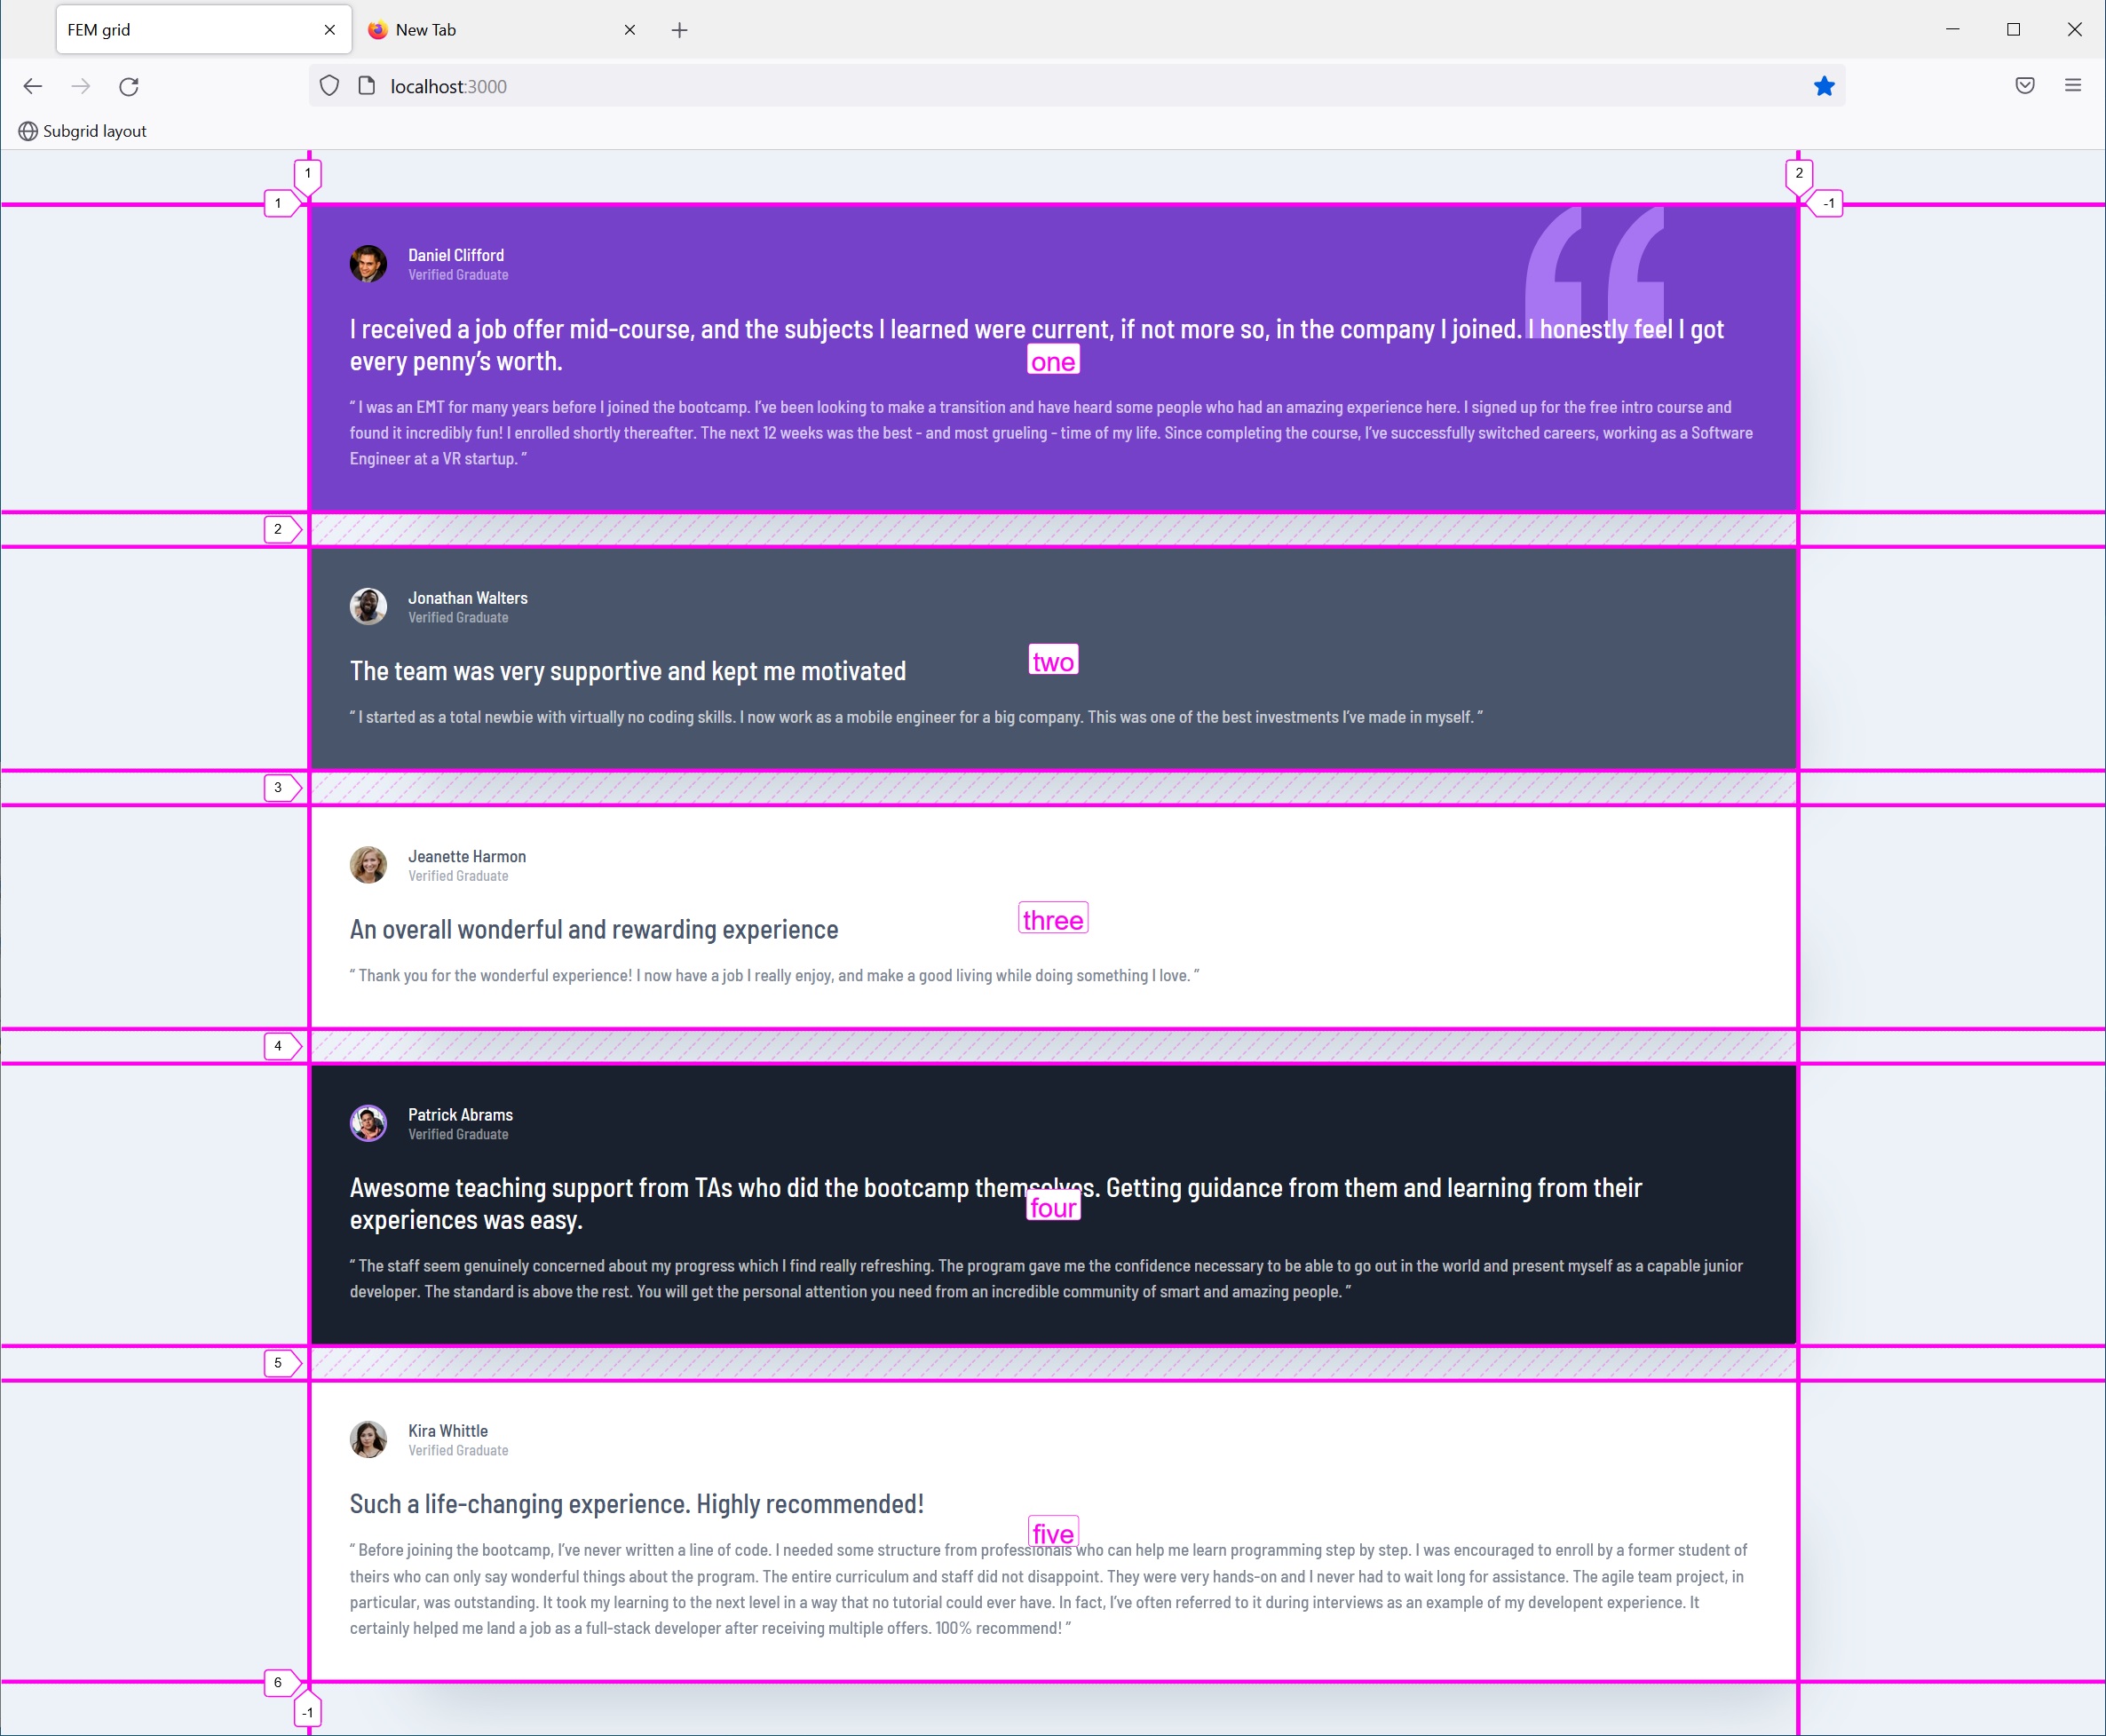 FEM grid
New Tab
localhost:3000
Subgrid layout
1
2
1
-1
Daniel Clifford
Verified Graduate
I received a job offer mid-course, and the subjects I learned were current, if not more so, in the company I joined. I honestly feel I got
every penny’s worth.
one
“ I was an EMT for many years before I joined the bootcamp. I’ve been looking to make a transition and have heard some people who had an amazing experience here. I signed up for the free intro course and
found it incredibly fun! I enrolled shortly thereafter. The next 12 weeks was the best - and most grueling - time of my life. Since completing the course, I’ve successfully switched careers, working as a Software
Engineer at a VR startup. ”
2
Jonathan Walters
Verified Graduate
The team was very supportive and kept me motivated
two
“ I started as a total newbie with virtually no coding skills. I now work as a mobile engineer for a big company. This was one of the best investments I’ve made in myself. ”
3
Jeanette Harmon
Verified Graduate
An overall wonderful and rewarding experience
three
“ Thank you for the wonderful experience! I now have a job I really enjoy, and make a good living while doing something I love. ”
4
Patrick Abrams
Verified Graduate
Awesome teaching support from TAs who did the bootcamp themselves. Getting guidance from them and learning from their
experiences was easy.
four
“ The staff seem genuinely concerned about my progress which I find really refreshing. The program gave me the confidence necessary to be able to go out in the world and present myself as a capable junior
developer. The standard is above the rest. You will get the personal attention you need from an incredible community of smart and amazing people. ”
5
Kira Whittle
Verified Graduate
Such a life-changing experience. Highly recommended!
five
“ Before joining the bootcamp, I’ve never written a line of code. I needed some structure from professionals who can help me learn programming step by step. I was encouraged to enroll by a former student of
theirs who can only say wonderful things about the program. The entire curriculum and staff did not disappoint. They were very hands-on and I never had to wait long for assistance. The agile team project, in
particular, was outstanding. It took my learning to the next level in a way that no tutorial could ever have. In fact, I’ve often referred to it during interviews as an example of my developent experience. It
certainly helped me land a job as a full-stack developer after receiving multiple offers. 100% recommend! ”
6
-1